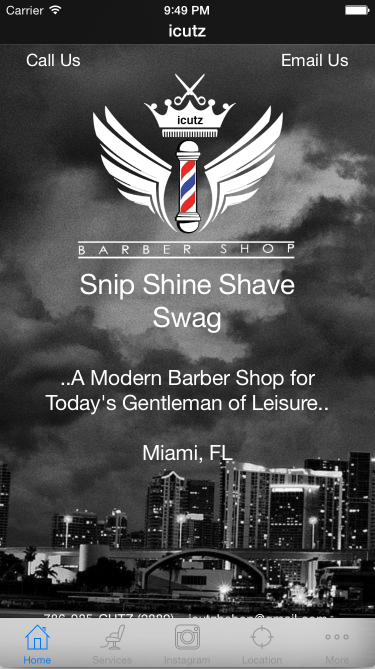 Carrier 9:49 PM
icutz
Call Us Email Us
icutz
BARBER SHOP
Snip Shine Shave
Swag
..A Modern Barber Shop for
Today's Gentleman of Leisure..
Miami, FL
Home Services Instagram Location More